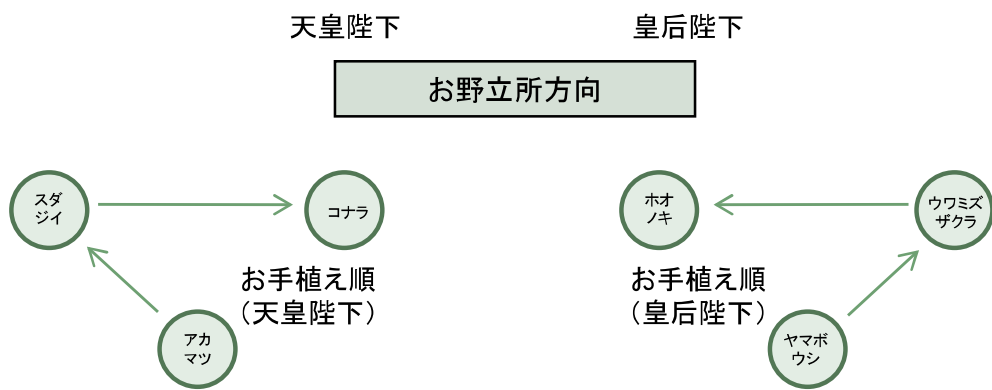 天皇陛下
皇后陛下
お野立所方向
スダ
ジイ
コナラ
ホオ
ノキ
ウワミズ
ザクラ
お手植え順
（天皇陛下）
お手植え順
（皇后陛下）
アカ
マツ
ヤマボ
ウシ